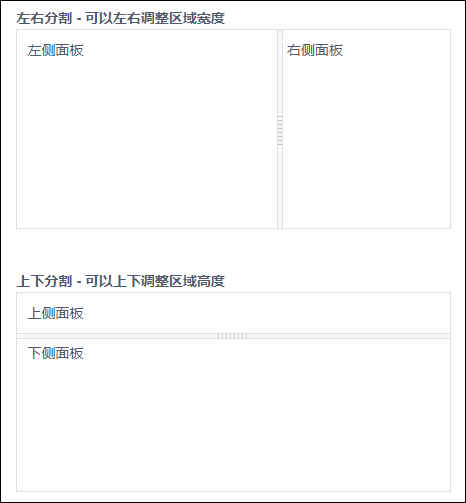 左右分割 - 可以左右调整区域宽度
左侧面板
右侧面板
上下分割 - 可以上下调整区域高度
上侧面板
下侧面板